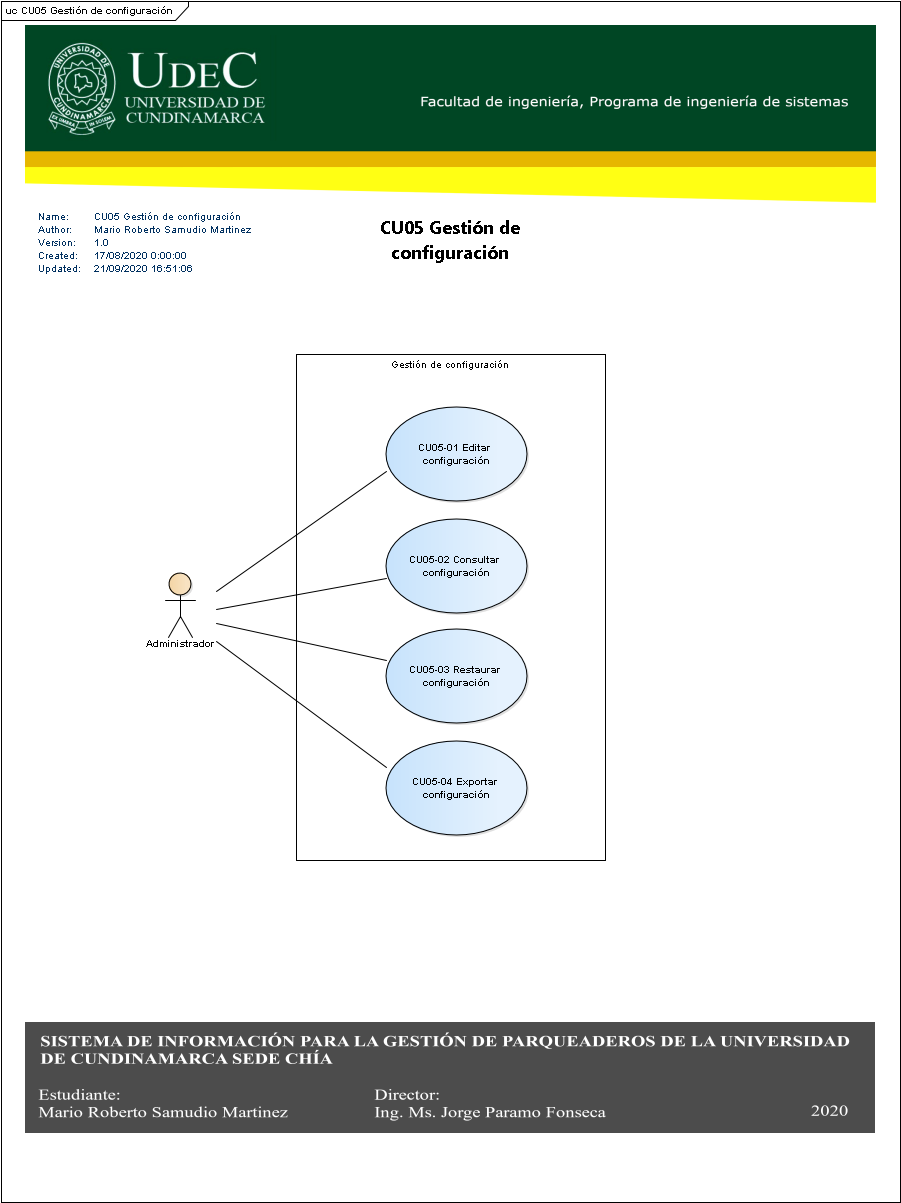 uc CU05 Gestión de configuración
UNIVERSIDAD DE CUNDINAMARCA
UDEC
UNIVERSIDAD DE
CUNDINAMARCA
Facultad de ingeniería, Programa de ingeniería de sistemas
Name: CU05 Gestión de configuración
Author: Mario Roberto Samudio Martinez
Version: 1.0
Created: 17/08/2020 0:00:00
Updated: 21/09/2020 16:51:06
CU05 Gestión de
configuración
Gestión de configuración
CU05-01 Editar
configuración
CU05-02 Consultar
configuración
Administrador
CU05-03 Restaurar
configuración
CU05-04 Exportar
configuración
SISTEMA DE INFORMACIÓN PARA LA GESTIÓN DE PARQUEADEROS DE LA UNIVERSIDAD
DE CUNDINAMARCA SEDE CHÍA
Estudiante:
Mario Roberto Samudio Martinez
Director:
Ing. Ms. Jorge Paramo Fonseca
2020